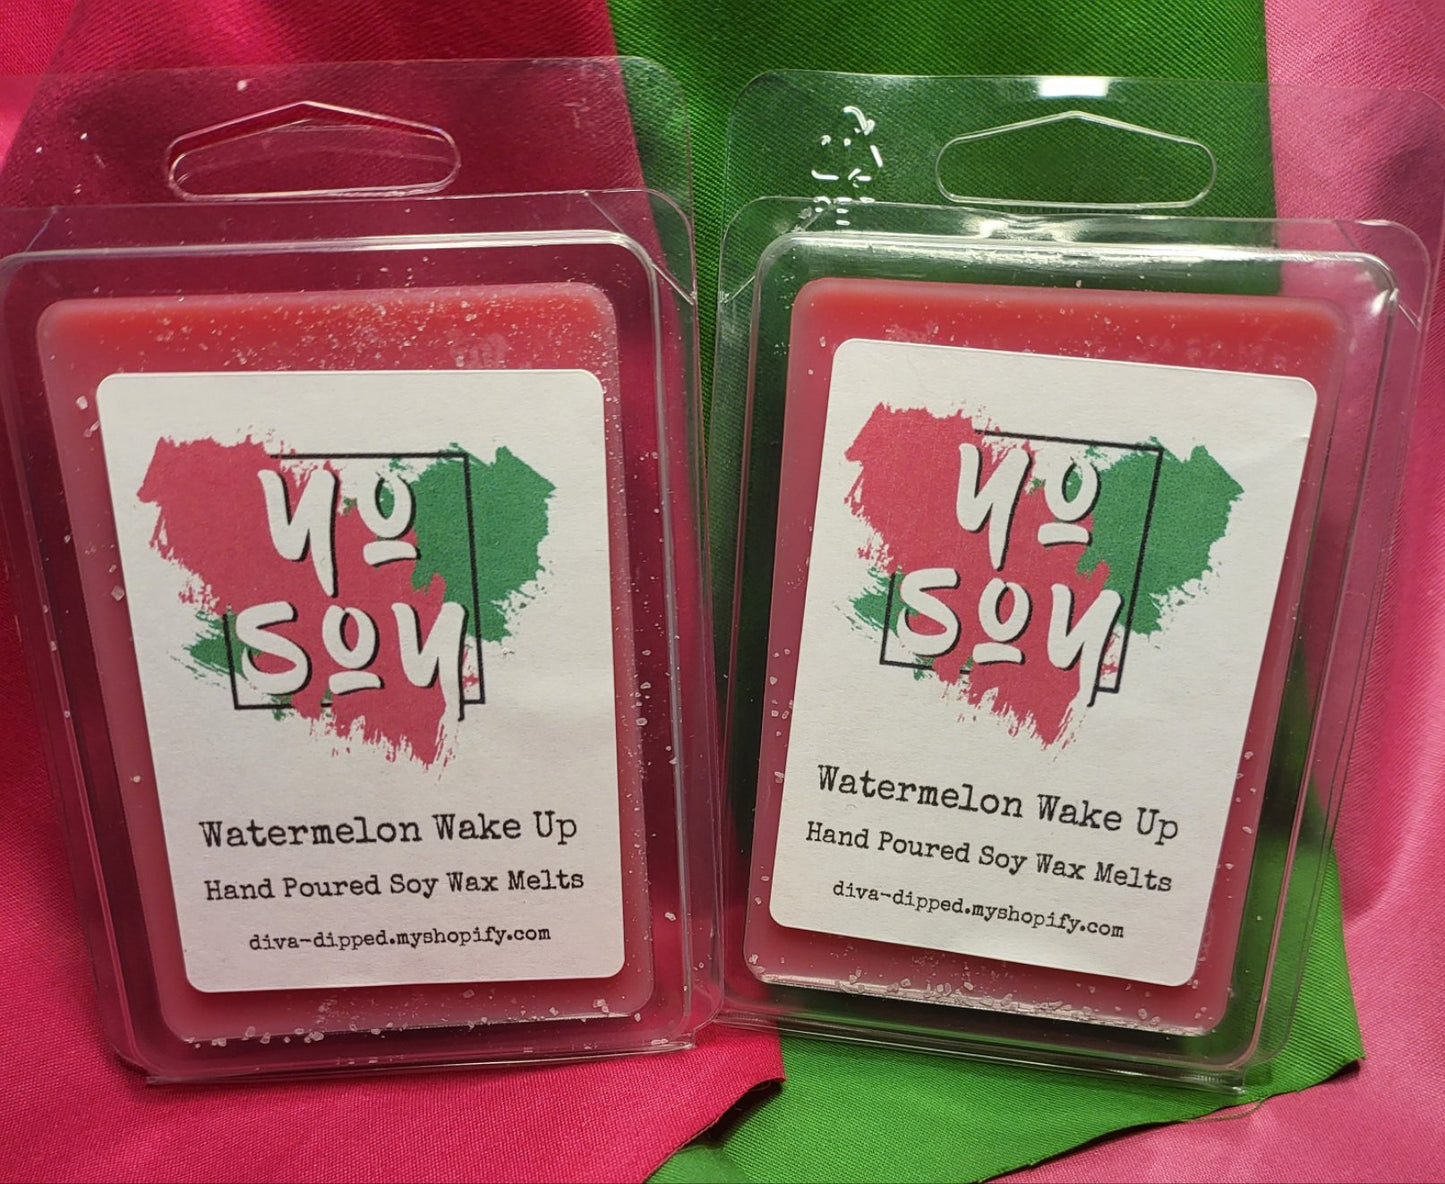 Yo
Soy
Watermelon Wake Up
Hand Poured Soy Wax Melts
diva-dipped.myshopify.com
Yo
Soy
Watermelon Wake Up
Hand Poured Soy Wax Melts
diva-dipped.myshopify.com